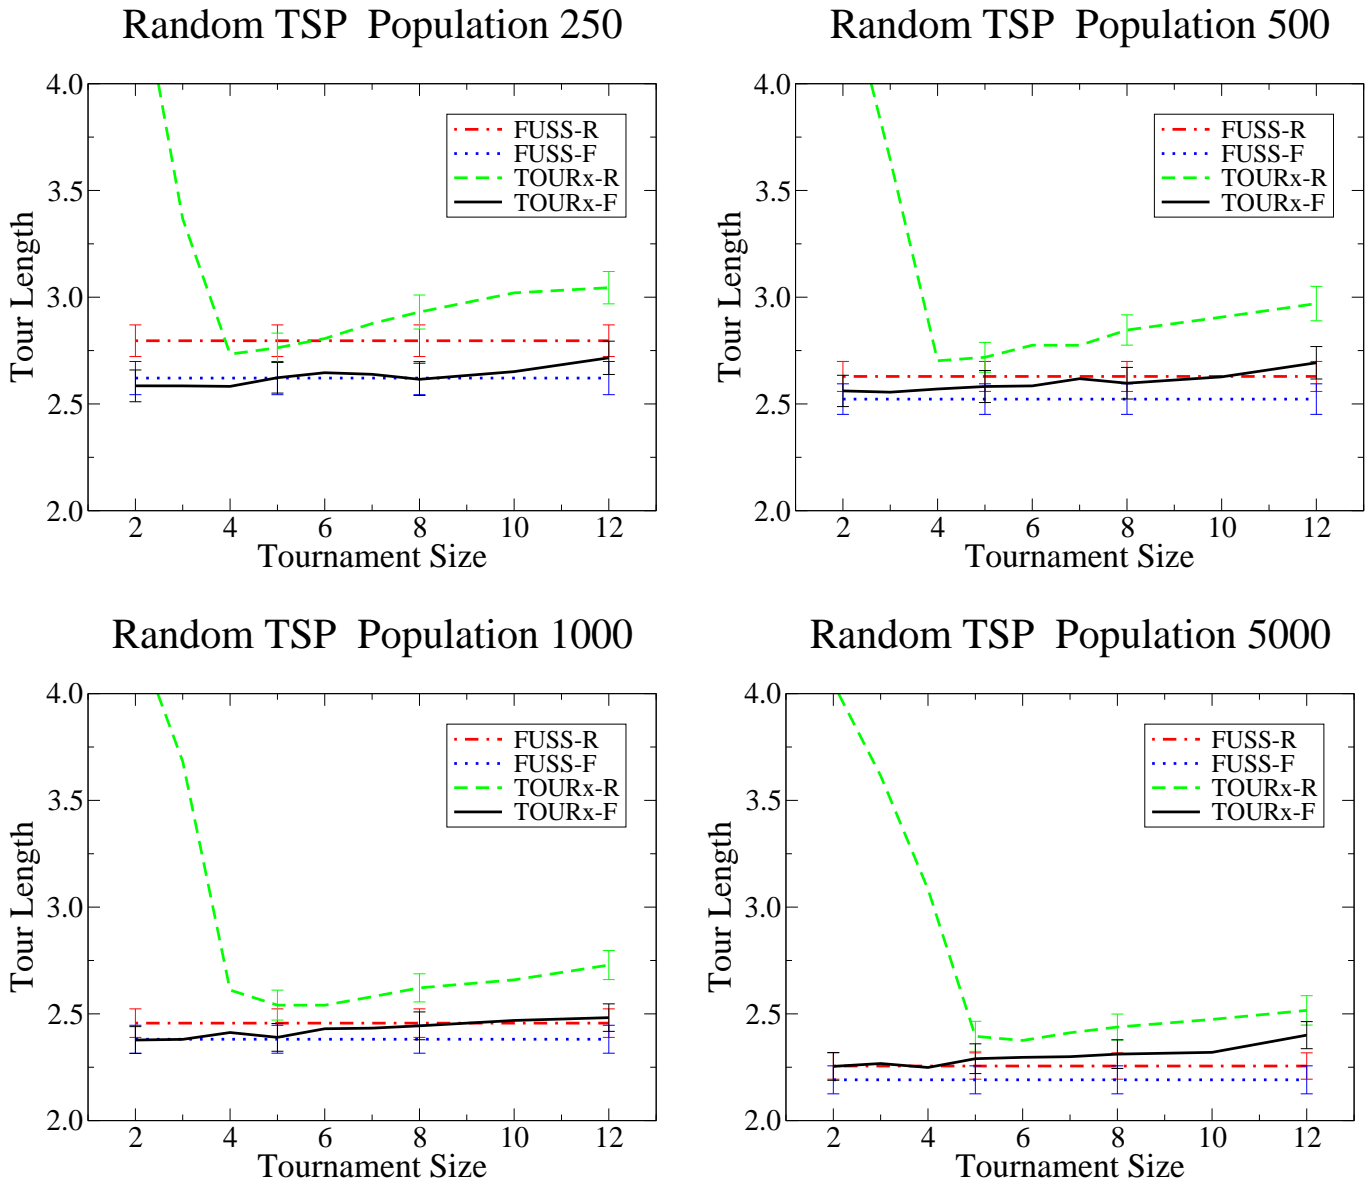 Random TSP  Population 250
Tour Length
4.0
3.5
3.0
2.5
2.0
FUSS-R
FUSS-F
TOURx-R
TOURx-F
2 4 6 8 10 12
Tournament Size
Random TSP  Population 500
Tour Length
4.0
3.5
3.0
2.5
2.0
FUSS-R
FUSS-F
TOURx-R
TOURx-F
2 4 6 8 10 12
Tournament Size
Random TSP  Population 1000
Tour Length
4.0
3.5
3.0
2.5
2.0
FUSS-R
FUSS-F
TOURx-R
TOURx-F
2 4 6 8 10 12
Tournament Size
Random TSP  Population 5000
Tour Length
4.0
3.5
3.0
2.5
2.0
FUSS-R
FUSS-F
TOURx-R
TOURx-F
2 4 6 8 10 12
Tournament Size